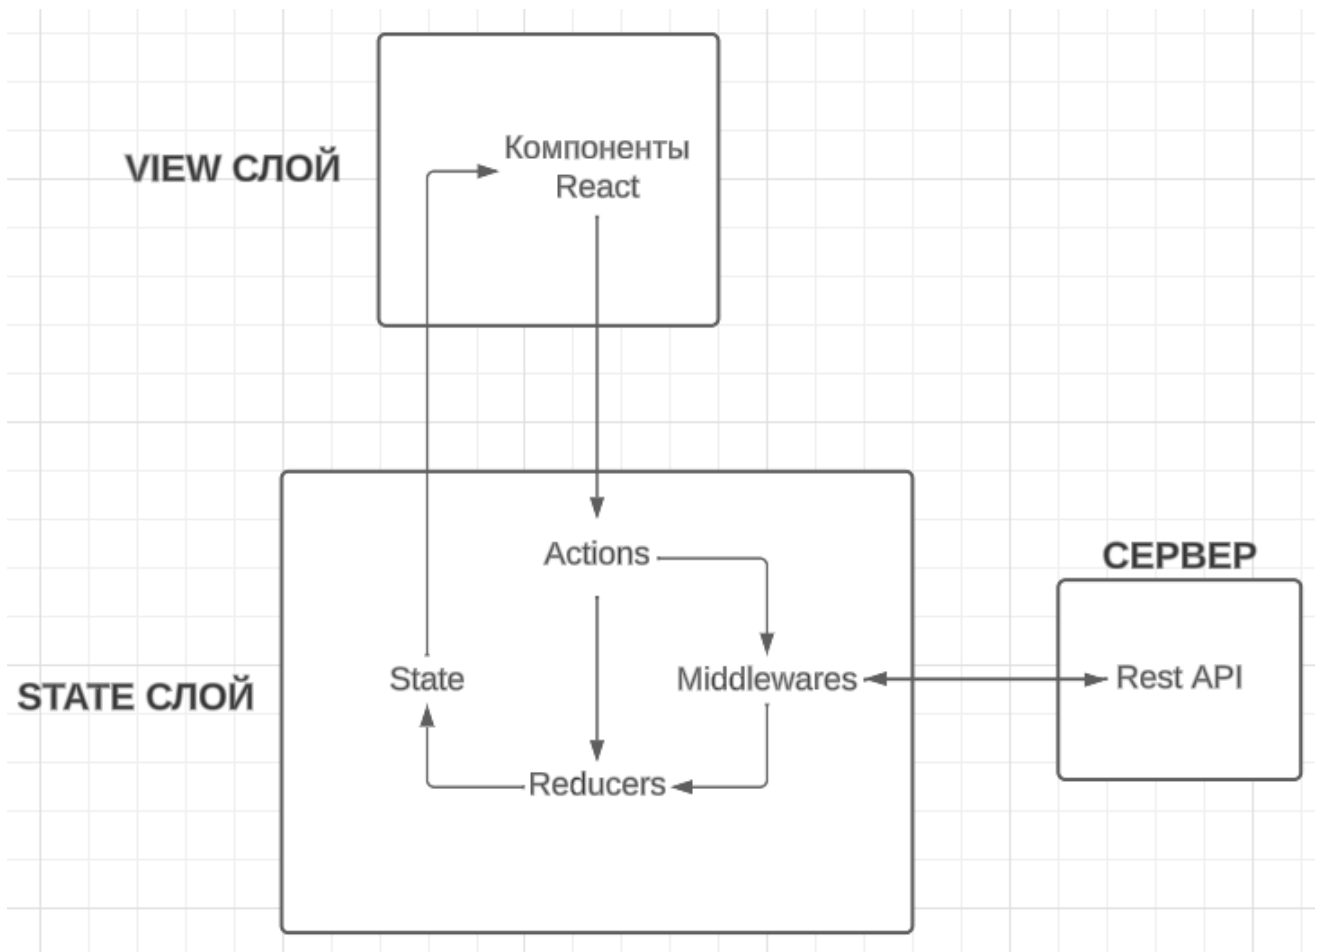 Компоненты
React
VIEW СЛОЙ
Actions
СЕРВЕР
State
Middlewares
Rest API
STATE СЛОЙ
Reducers